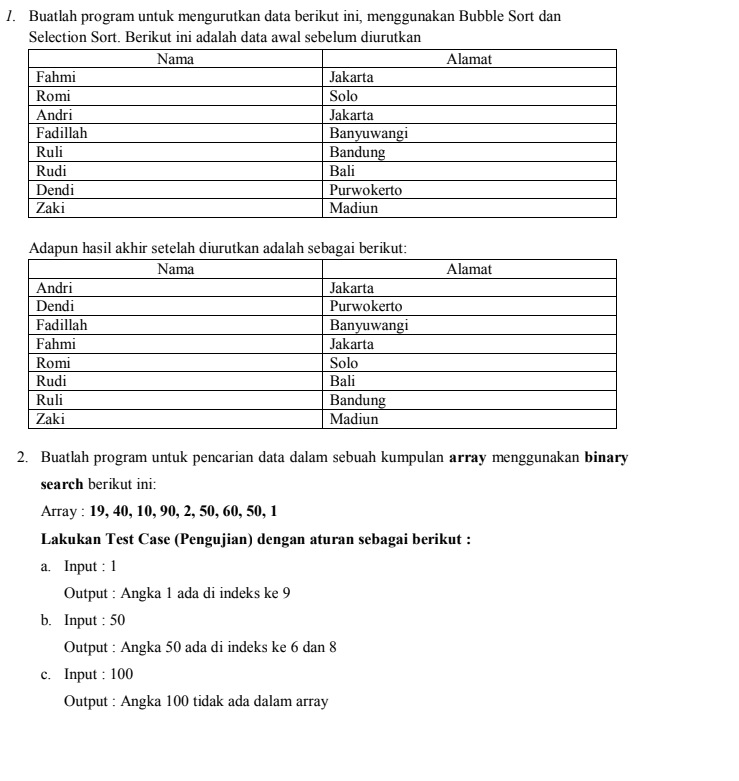 1. Buatlah program untuk mengurutkan data berikut ini, menggunakan Bubble Sort dan
Selection Sort. Berikut ini adalah data awal sebelum diurutkan
Nama Alamat
Fahmi Jakarta
Romi Solo
Andri Jakarta
Fadillah Banyuwangi
Ruli Bandung
Rudi Bali
Dendi Purwokerto
Zaki Madiun
Adapun hasil akhir setelah diurutkan adalah sebagai berikut:
Nama Alamat
Andri Jakarta
Dendi Purwokerto
Fadillah Banyuwangi
Fahmi Jakarta
Romi Solo
Rudi Bali
Ruli Bandung
Zaki Madiun
2. Buatlah program untuk pencarian data dalam sebuah kumpulan array menggunakan binary
search berikut ini:
Array : 19, 40, 10, 90, 2, 50, 60, 50, 1
Lakukan Test Case (Pengujian) dengan aturan sebagai berikut :
a. Input : 1
Output : Angka 1 ada di indeks ke 9
b. Input : 50
Output : Angka 50 ada di indeks ke 6 dan 8
c. Input : 100
Output : Angka 100 tidak ada dalam array